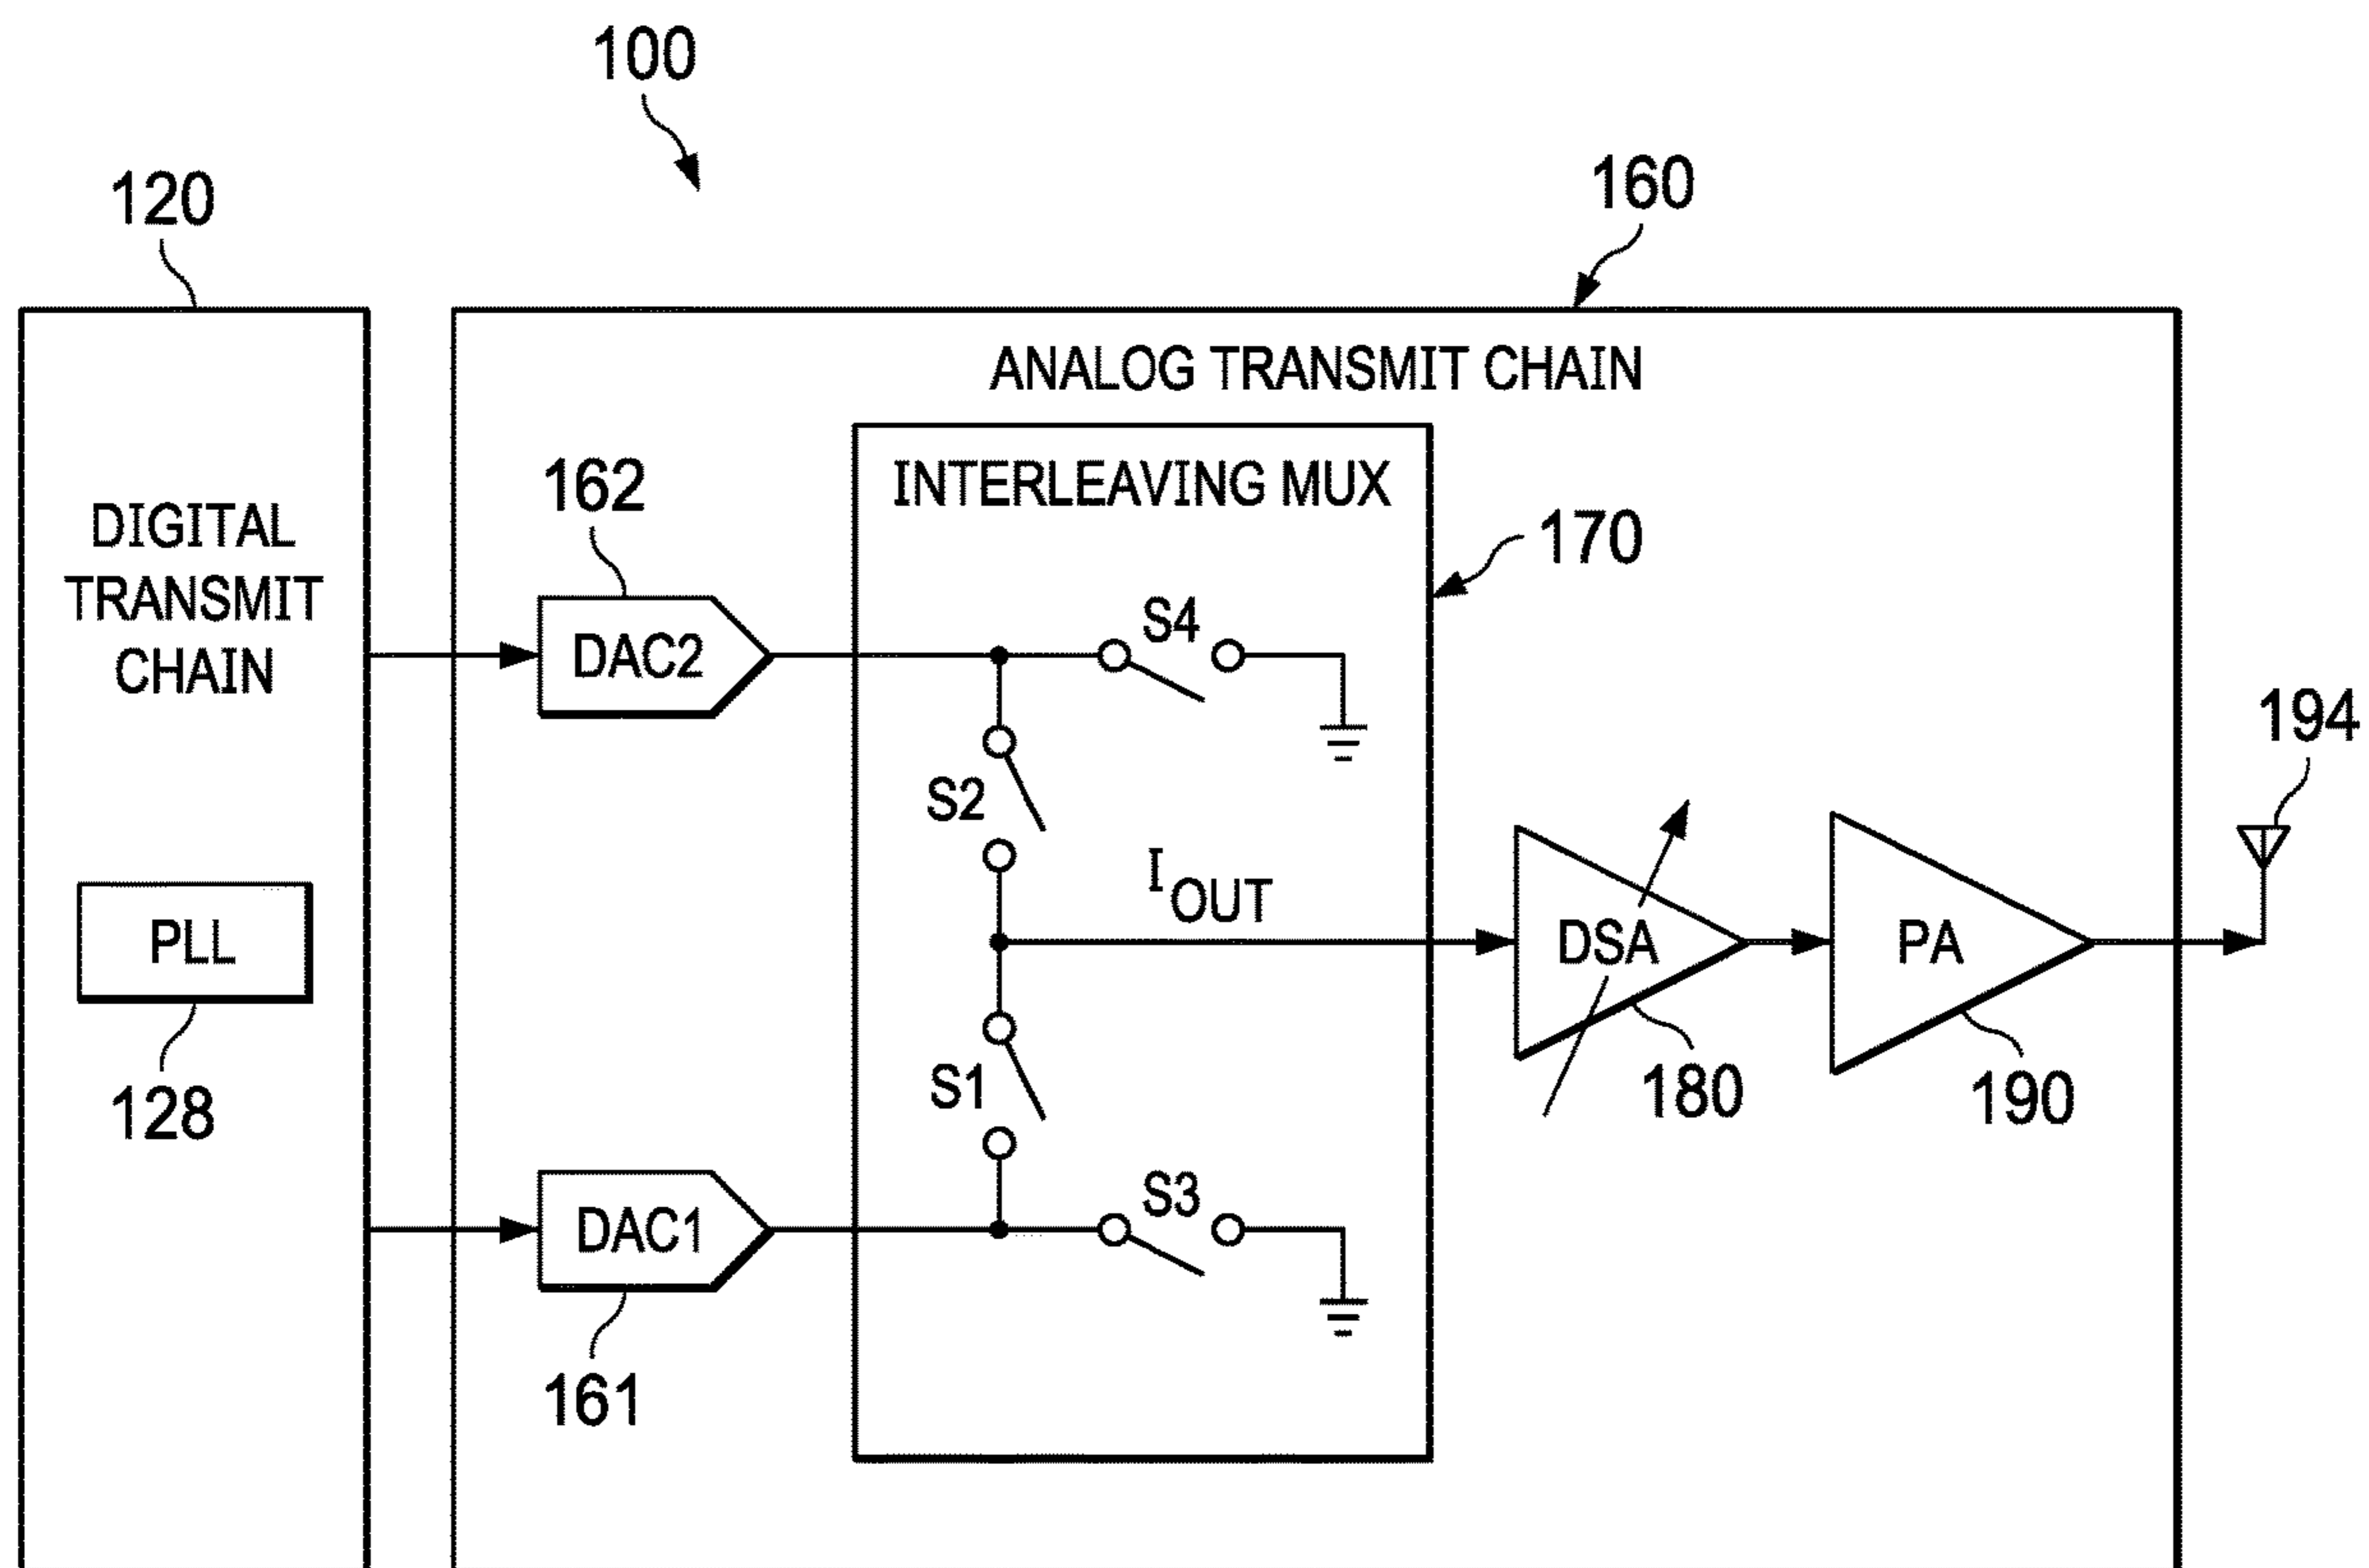 100
120
160
ANALOG TRANSMIT CHAIN
INTERLEAVING MUX
162
170
DIGITAL
TRANSMIT
CHAIN
DAC2
S4
194
S2
I OUT
PLL
DSA
PA
128
S1
180
190
DAC1
S3
161